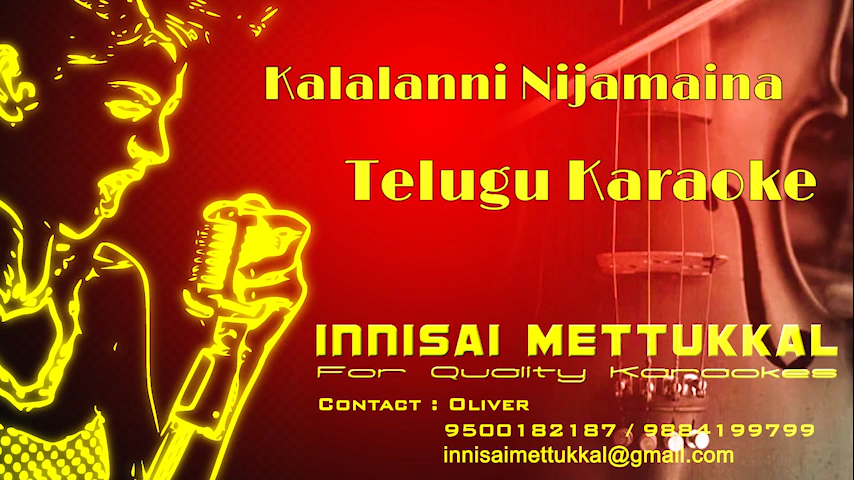 Kalalanni Nijamaina
Telugu Karaoke
INNISAI METTUKKAL
For Quality Karaokes
Contact : Oliver
9500182187 / 9884199799
innisaimettukkal@gmail.com